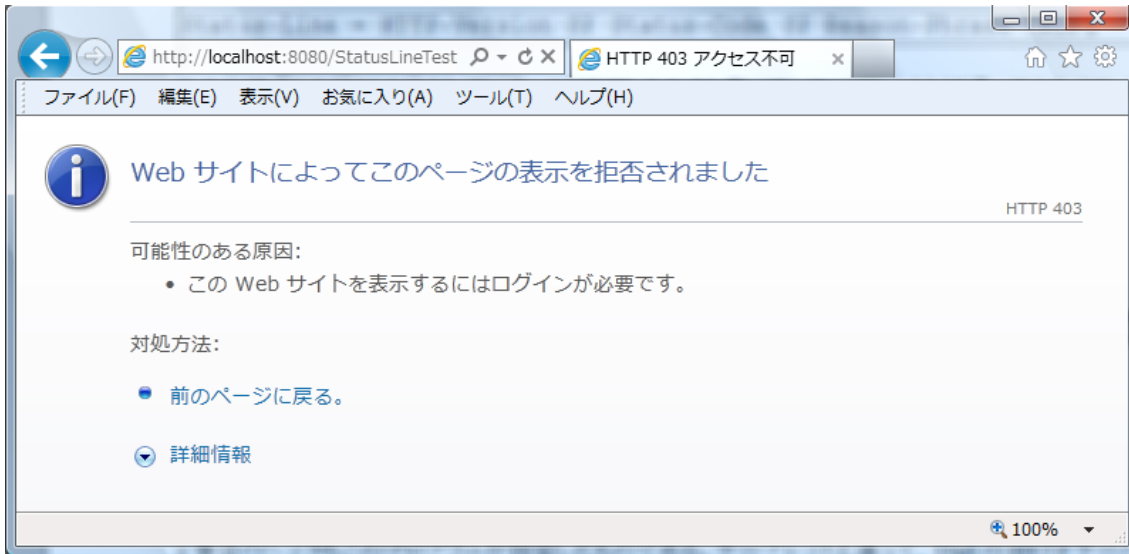 http://localhost:8080/StatusLineTest
HTTP 403 アクセス不可
ファイル(F) 編集(E) 表示(V) お気に入り(A) ツール(T) ヘルプ(H)
Web サイトによってこのページの表示を拒否されました
HTTP 403
可能性のある原因:
• この Web サイトを表示するにはログインが必要です。
対処方法:
前のページに戻る。
詳細情報
100%